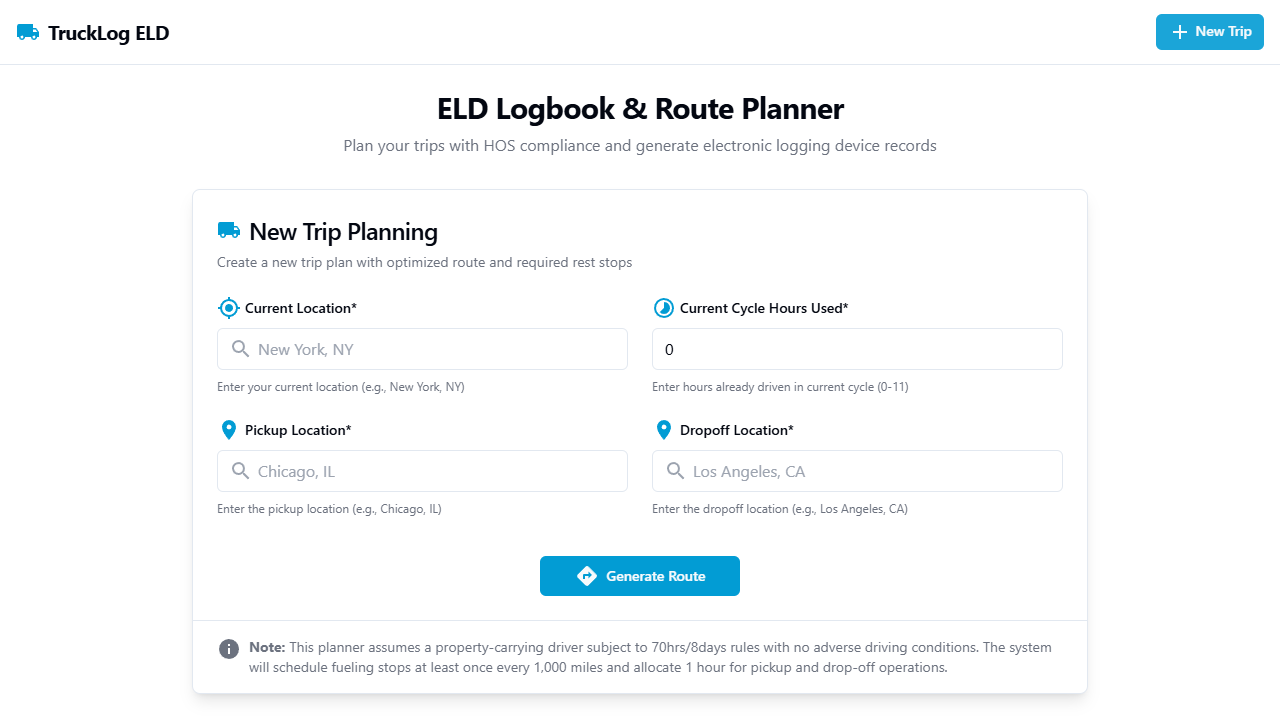 TruckLog ELD
New Trip
ELD Logbook & Route Planner
Plan your trips with HOS compliance and generate electronic logging device records
New Trip Planning
Create a new trip plan with optimized route and required rest stops
Current Location*
New York, NY
Enter your current location (e.g., New York, NY)
Current Cycle Hours Used*
0
Enter hours already driven in current cycle (0-11)
Pickup Location*
Chicago, IL
Enter the pickup location (e.g., Chicago, IL)
Dropoff Location*
Los Angeles, CA
Enter the dropoff location (e.g., Los Angeles, CA)
Generate Route
Note: This planner assumes a property-carrying driver subject to 70hrs/8days rules with no adverse driving conditions. The system
will schedule fueling stops at least once every 1,000 miles and allocate 1 hour for pickup and drop-off operations.